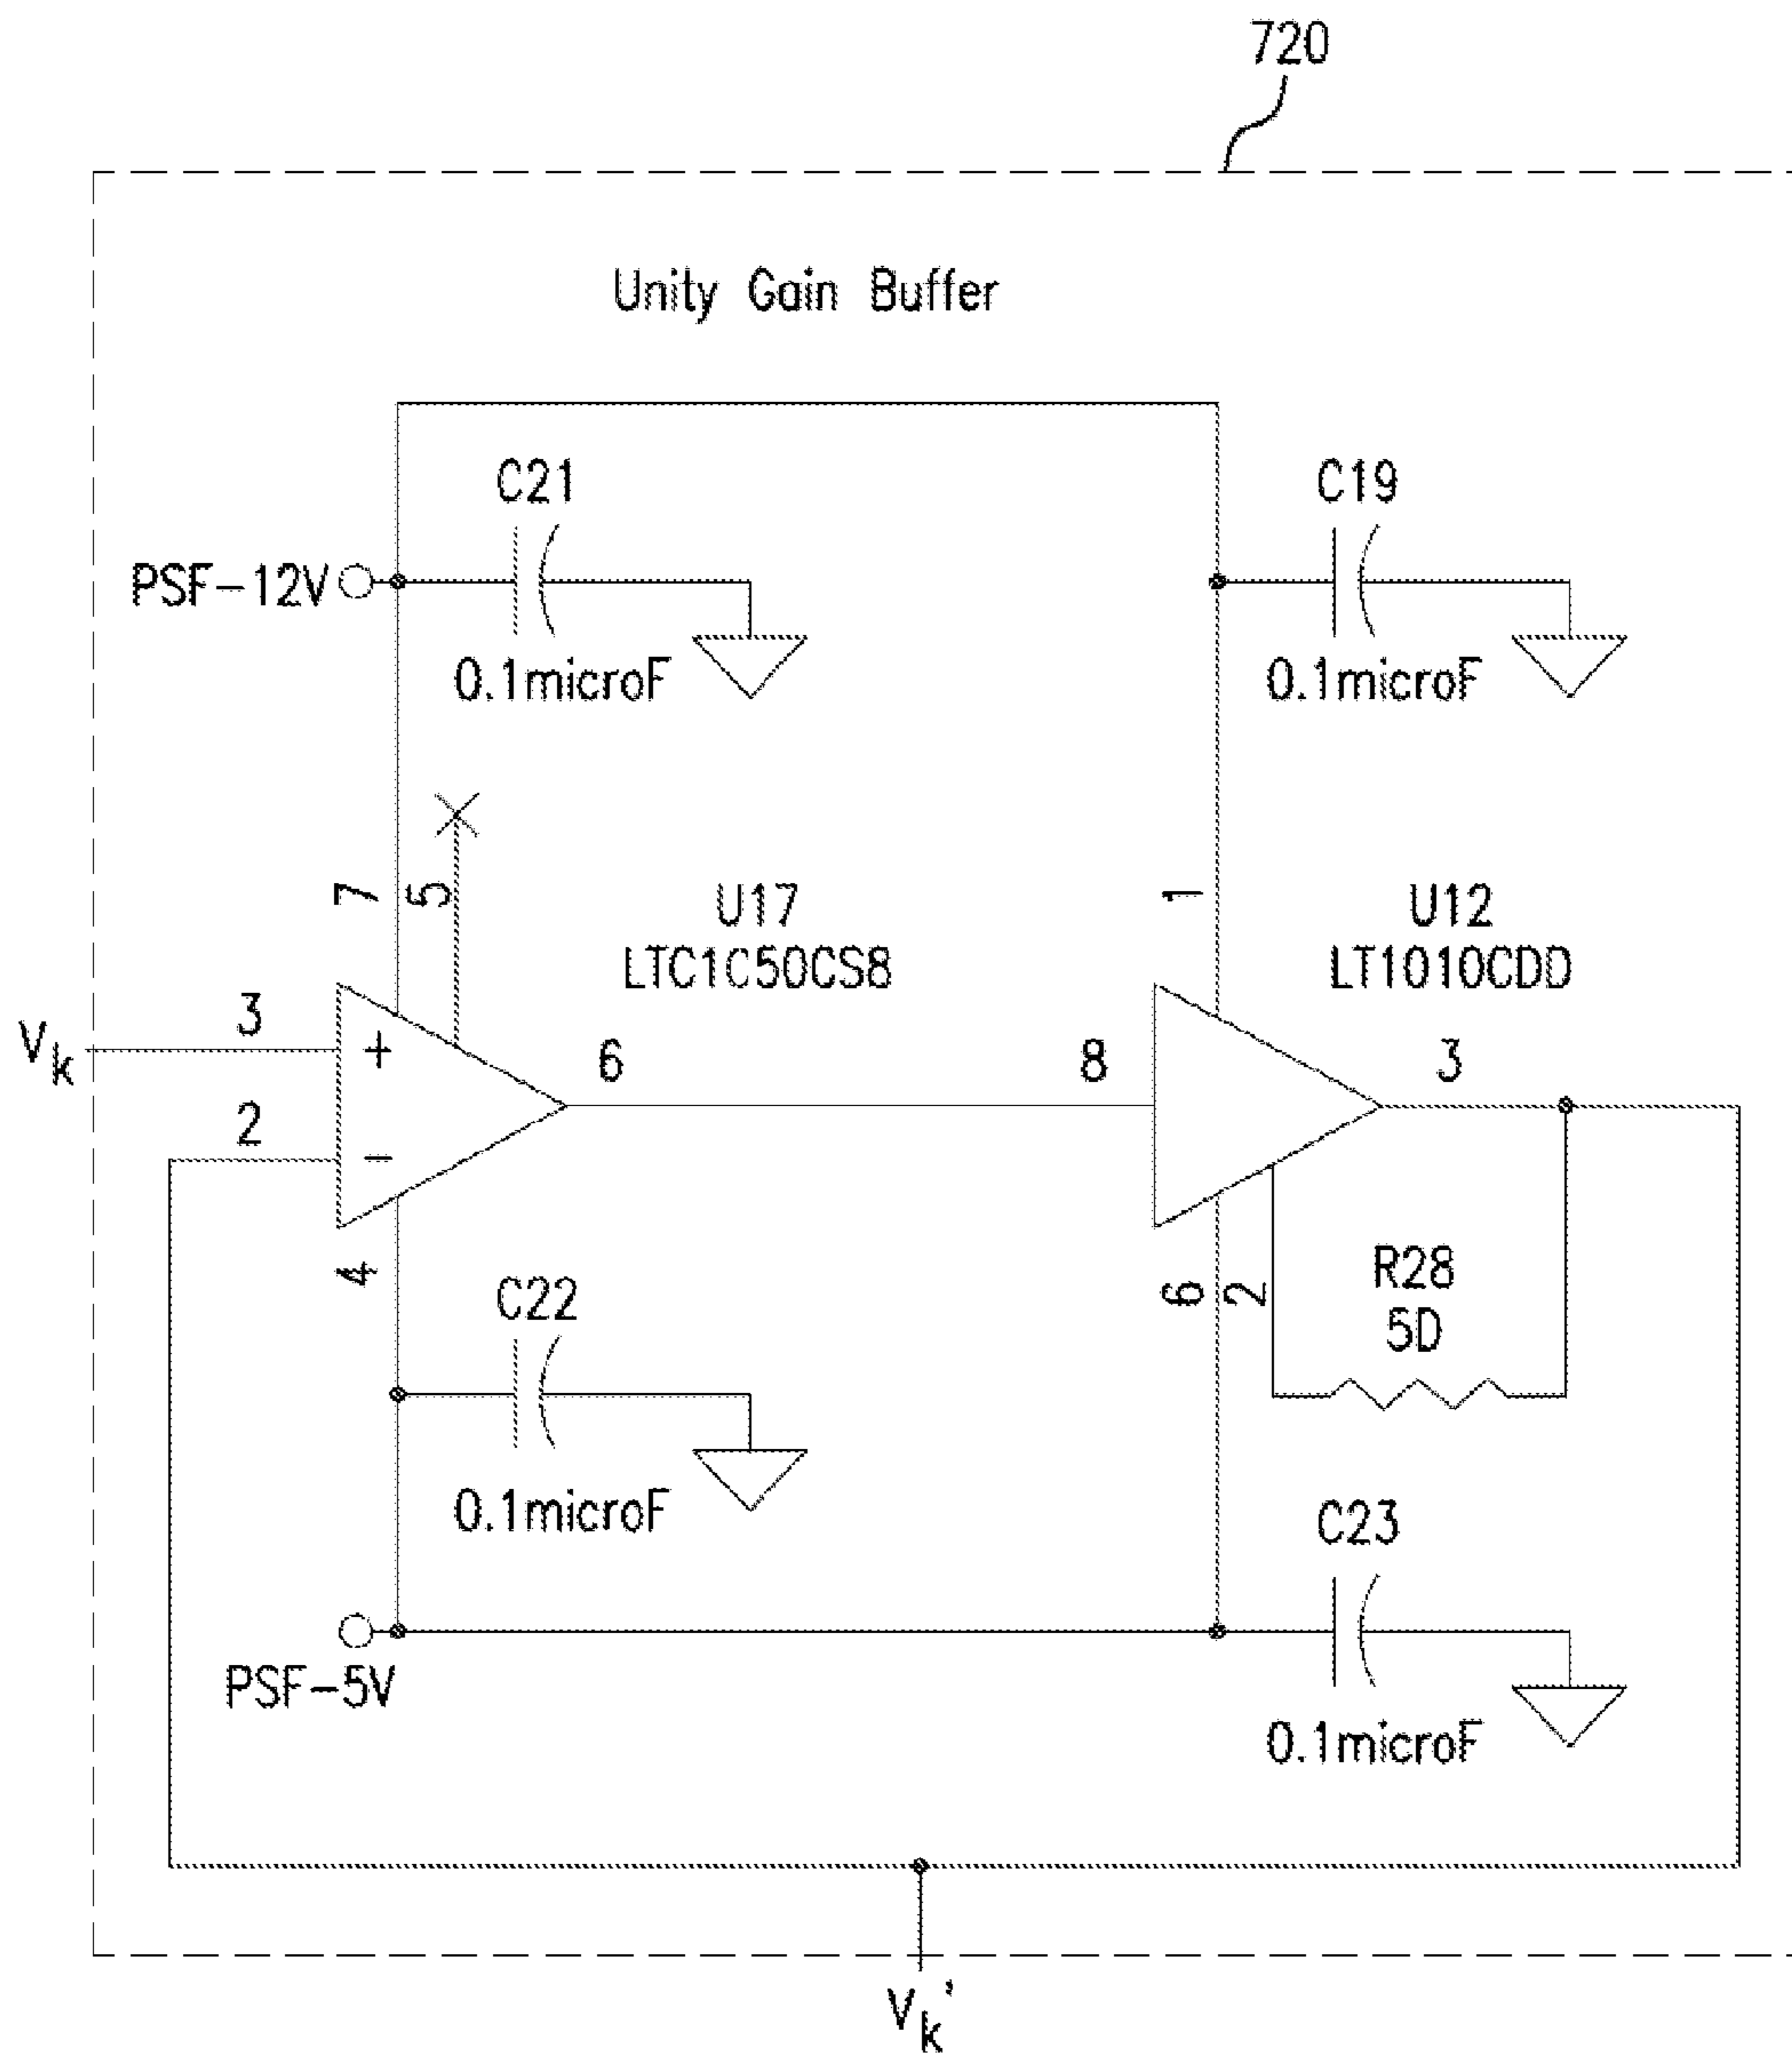 720
Unity Gain Buffer
C21
C19
PSF-12V
0.1microF
0.1microF
7
5
U17
LTC1C50CS8
1
U12
LT1010CDD
Vk
3
+
6
8
3
2
-
4
C22
6
2
R28
5D
0.1microF
C23
PSF-5V
0.1microF
Vk'